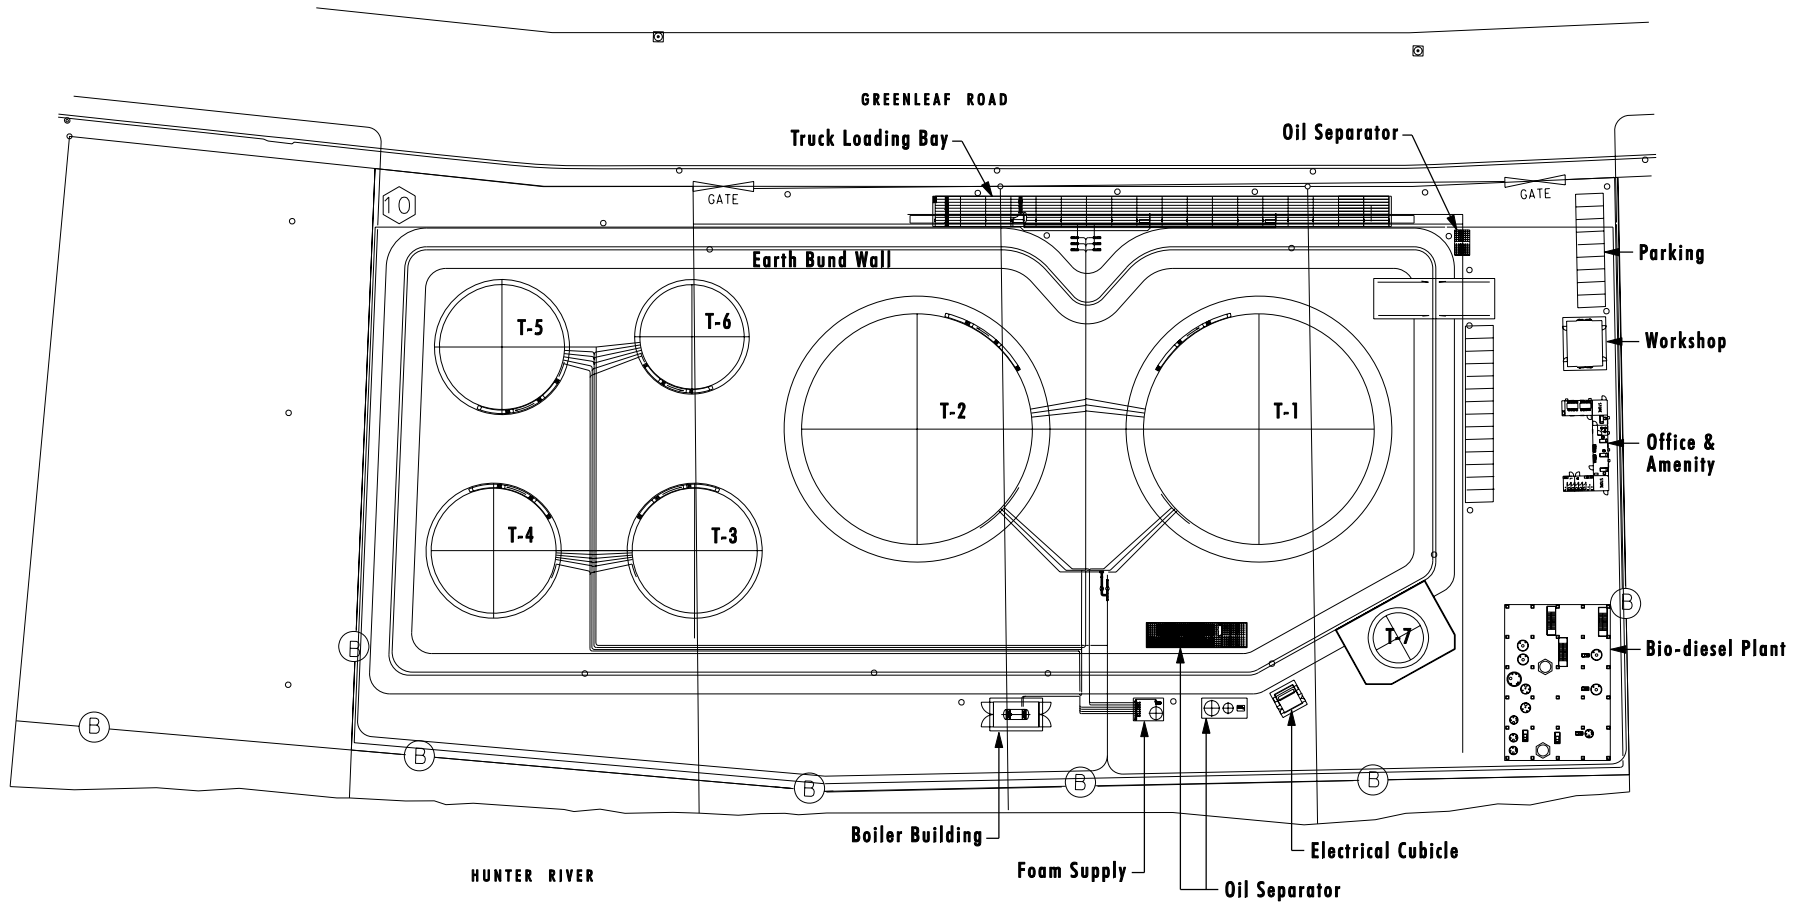 GREENLEAF ROAD
Truck Loading Bay
Oil Separator
GATE
GATE
10
Earth Bund Wall
Parking
T-5
T-6
Workshop
T-2
T-1
Office &
Amenity
T-4
T-3
B
T-7
B
Bio-diesel Plant
B
B
B
B
B
Boiler Building
Electrical Cubicle
Foam Supply
HUNTER RIVER
Oil Separator